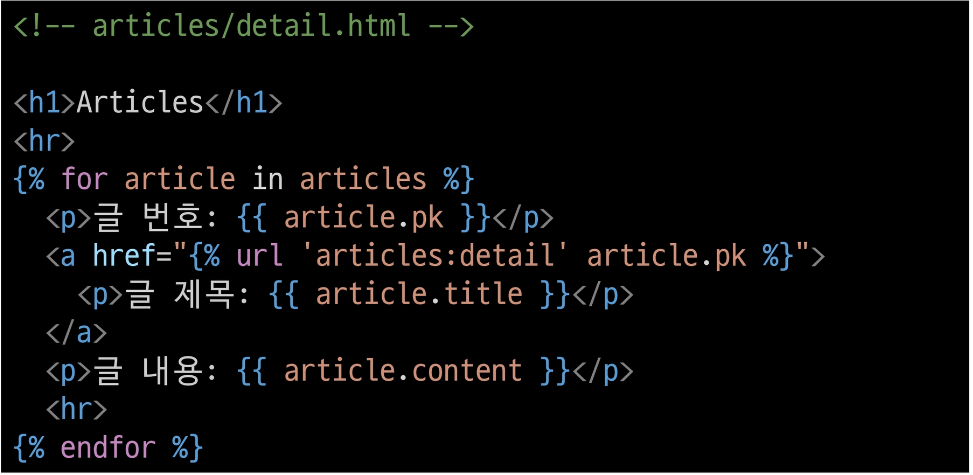 <!-- articles/detail.html -->
<h1>Articles</h1>
<hr>
{% for article in articles %}
<p>글 번호: {{ article.pk }}</p>
<a href="{% url 'articles:detail' article.pk %}">
<p>글 제목: {{ article.title }}</p>
</a>
<p>글 내용: {{ article.content }}</p>
<hr>
{% endfor %}